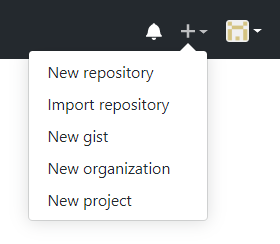 New repository
Import repository
New gist
New organization
New project